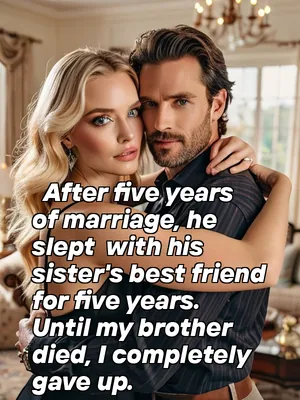 After five years
of marriage, he
slept with his
sister's best friend
for five years.
Until my brother
died, I completely
gave up.